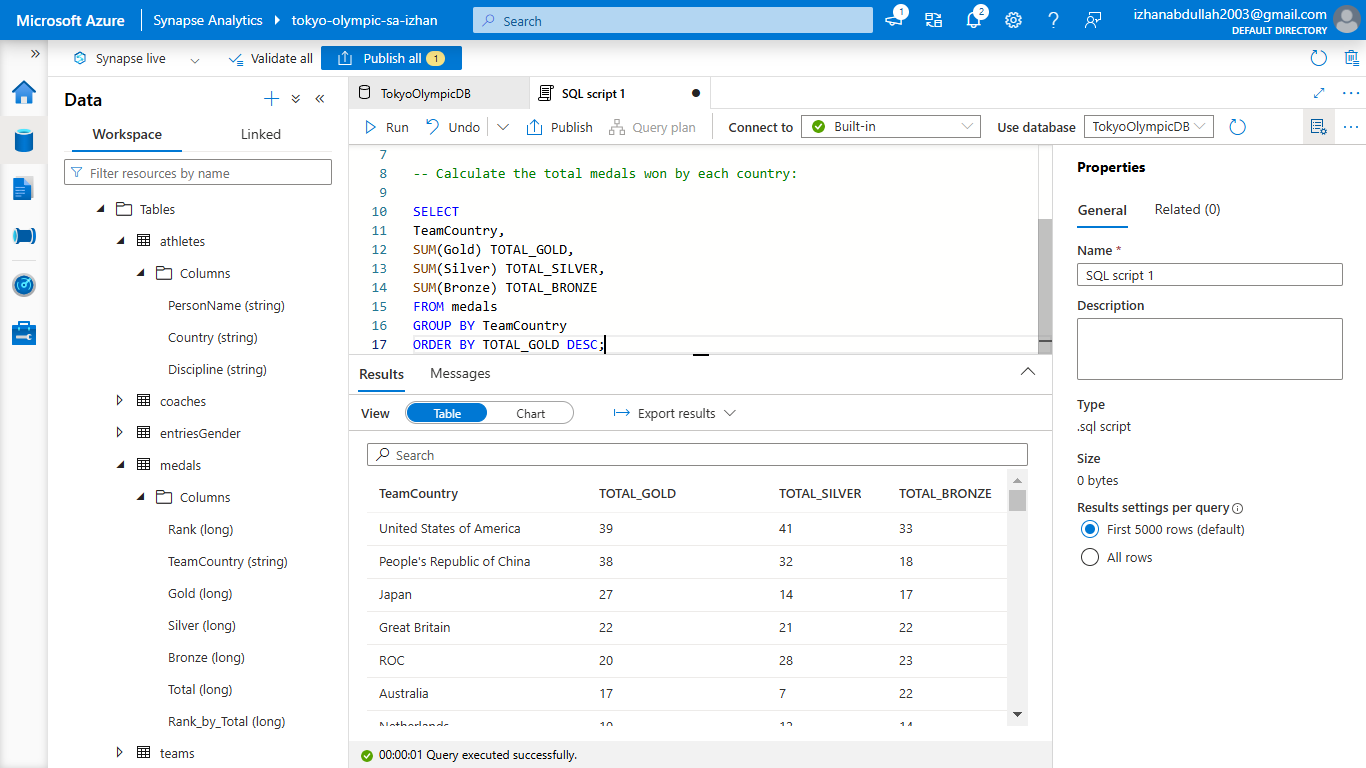 Microsoft Azure
Synapse Analytics
tokyo-olympic-sa-izhan
Search
1
2
izhanabdullah2003@gmail.com
DEFAULT DIRECTORY
Synapse live
Validate all
Publish all 1
Data
Workspace
Linked
Filter resources by name
Tables
athletes
Columns
PersonName (string)
Country (string)
Discipline (string)
coaches
entriesGender
medals
Columns
Rank (long)
TeamCountry (string)
Gold (long)
Silver (long)
Bronze (long)
Total (long)
Rank_by_Total (long)
teams
TokyoOlympicDB
SQL script 1
Run
Undo
Publish
Query plan
Connect to
Built-in
Use database
TokyoOlympicDB
7
8 -- Calculate the total medals won by each country:
9
10 SELECT
11 TeamCountry,
12 SUM(Gold) TOTAL_GOLD,
13 SUM(Silver) TOTAL_SILVER,
14 SUM(Bronze) TOTAL_BRONZE
15 FROM medals
16 GROUP BY TeamCountry
17 ORDER BY TOTAL_GOLD DESC;
Results
Messages
View
Table
Chart
Export results
Search
TeamCountry TOTAL_GOLD TOTAL_SILVER TOTAL_BRONZE
United States of America 39 41 33
People's Republic of China 38 32 18
Japan 27 14 17
Great Britain 22 21 22
ROC 20 28 23
Australia 17 7 22
Netherlands 10 12 14
00:00:01 Query executed successfully.
Properties
General
Related (0)
Name *
SQL script 1
Description
Type
.sql script
Size
0 bytes
Results settings per query
First 5000 rows (default)
All rows